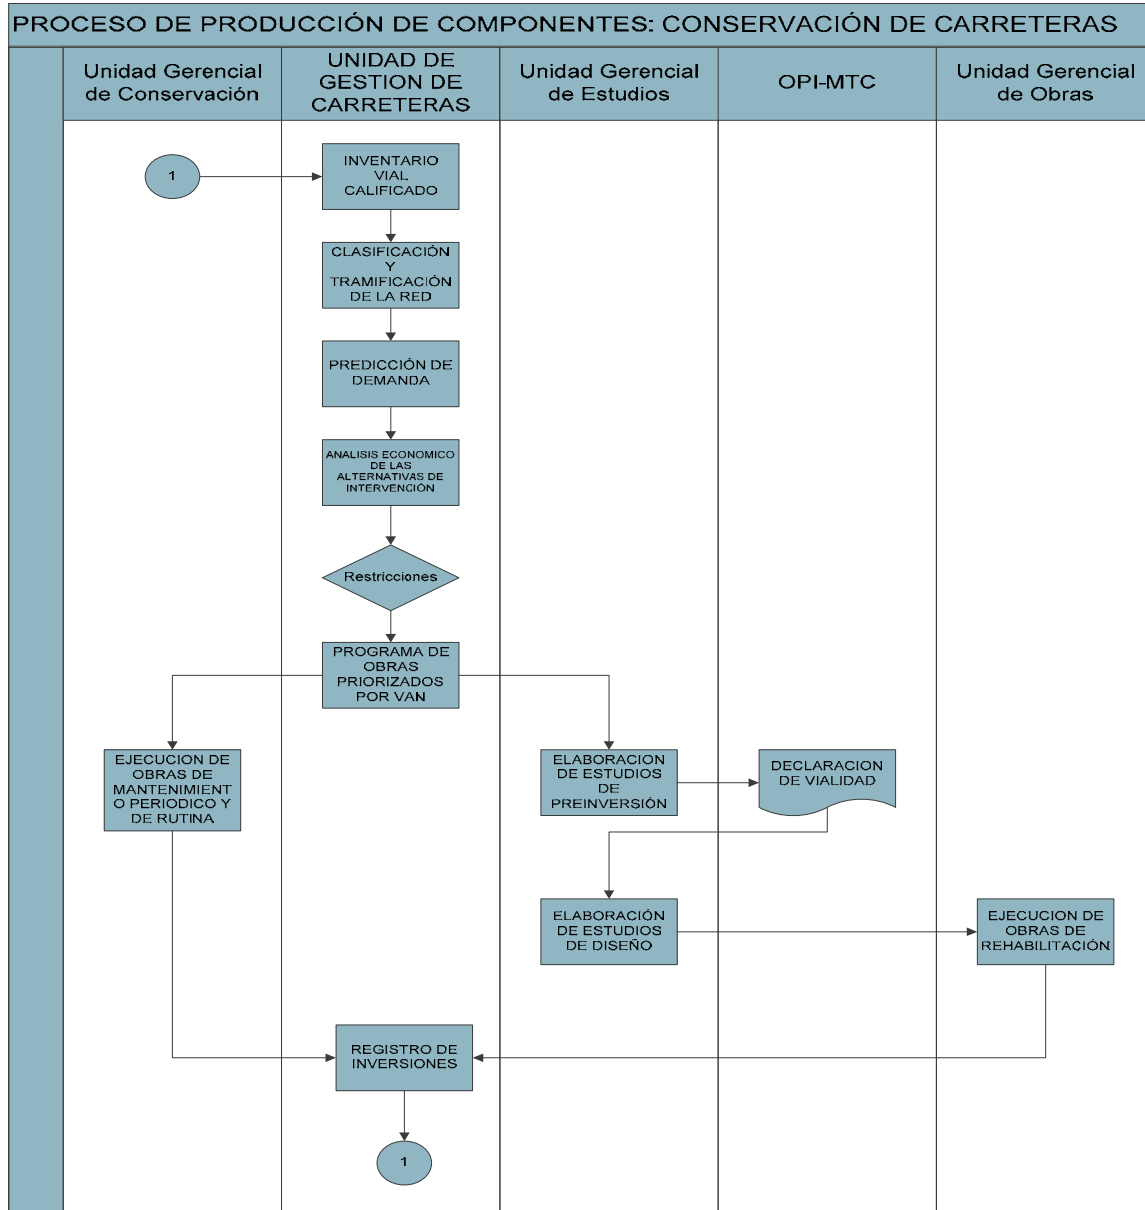 PROCESO DE PRODUCCIÓN DE COMPONENTES: CONSERVACIÓN DE CARRETERAS
Unidad Gerencial
de Conservación
UNIDAD DE
GESTION DE
CARRETERAS
Unidad Gerencial
de Estudios
OPI-MTC
Unidad Gerencial
de Obras
1
INVENTARIO
VIAL
CALIFICADO
CLASIFICACIÓN
Y
TRAMIFICACIÓN
DE LA RED
PREDICCIÓN DE
DEMANDA
ANALISIS ECONOMICO
DE LAS
ALTERNATIVAS DE
INTERVENCIÓN
Restricciones
PROGRAMA DE
OBRAS
PRIORIZADOS
POR VAN
EJECUCION DE
OBRAS DE
MANTENIMIENT
O PERIODICO Y
DE RUTINA
ELABORACION
DE ESTUDIOS
DE
PREINVERSIÓN
DECLARACION
DE VIALIDAD
ELABORACIÓN
DE ESTUDIOS
DE DISEÑO
EJECUCION DE
OBRAS DE
REHABILITACIÓN
REGISTRO DE
INVERSIONES
1